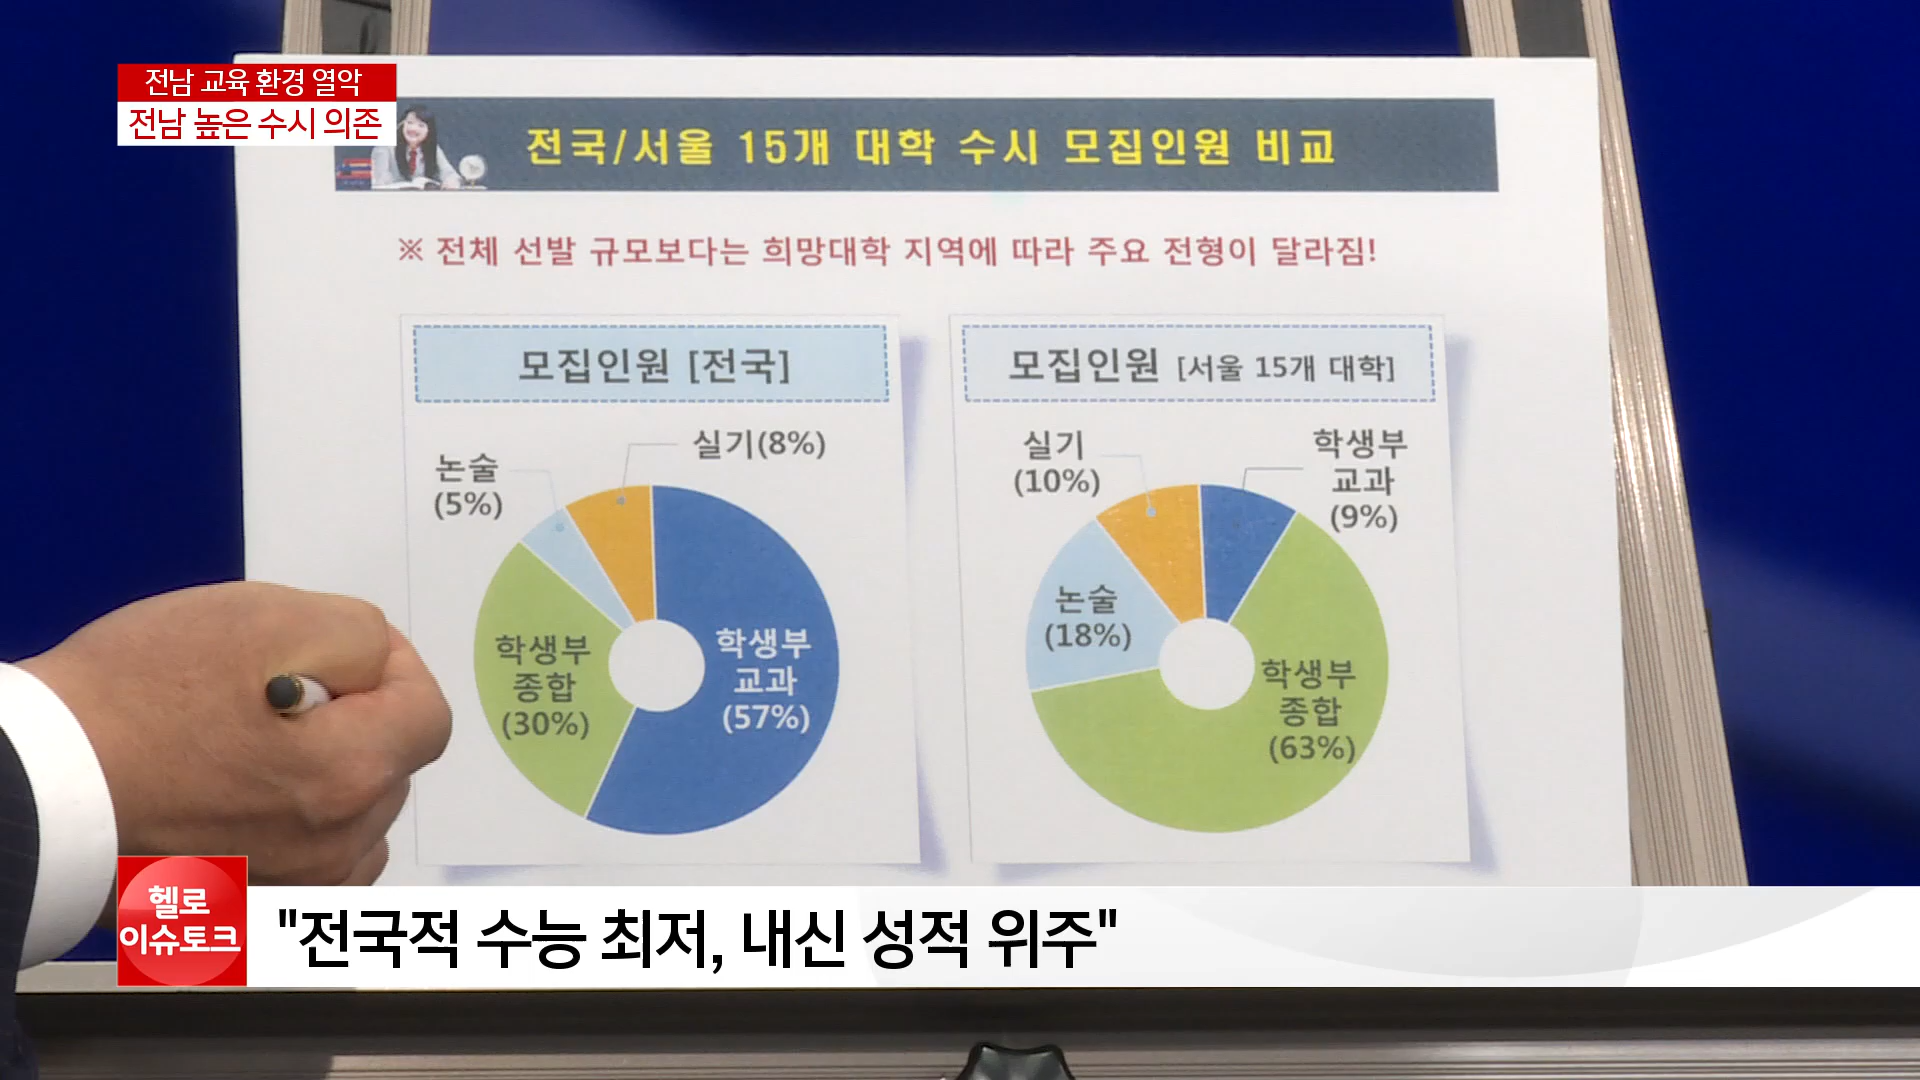 전남 교육 환경 열악
전남 높은 수시 의존
전국/서울 15개 대학 수시 모집인원 비교
※ 전체 선발 규모보다는 희망대학 지역에 따라 주요 전형이 달라짐!
모집인원 [전국]
논술
(5%)
실기(8%)
학생부
종합
(30%)
학생부
교과
(57%)
모집인원 [서울 15개 대학]
실기
(10%)
학생부
교과
(9%)
논술
(18%)
학생부
종합
(63%)
헬로
이슈토크
"전국적 수능 최저, 내신 성적 위주"